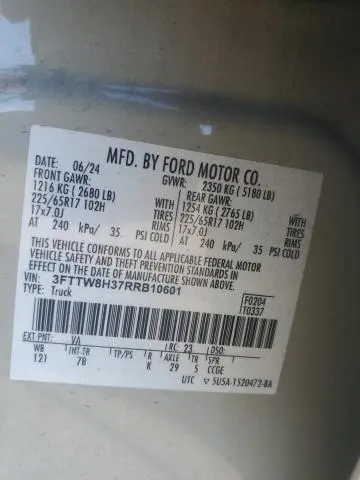 MFD. BY FORD MOTOR CO.
DATE: 06/24 GVWR: 2350 KG ( 5180 LB)
FRONT GAWR: REAR GAWR:
1216 KG ( 2680 LB) WITH 1254 KG ( 2765 LB) WITH
225/65R17 102H TIRES 225/65R17 102H TIRES
17x7.0J RIMS 17x7.0J RIMS
AT 240 kPa/ 35 PSI COLD AT 240 kPa/ 35 PSI COLD
THIS VEHICLE CONFORMS TO ALL APPLICABLE FEDERAL MOTOR
VEHICLE SAFETY AND BUMPER STANDARDS IN EFFECT ON THE
DATE OF MANUFACTURE SHOWN ABOVE.
VIN: 3FTTW8H37RRB10601 F0204
TYPE: Truck T0337
EXT PNT: VA RC: 23 DSO:
WB INT TR TP/PS R AXLE TR S
121 7B K 29 5 CCGE
UTC 5U5A-1520472-BA